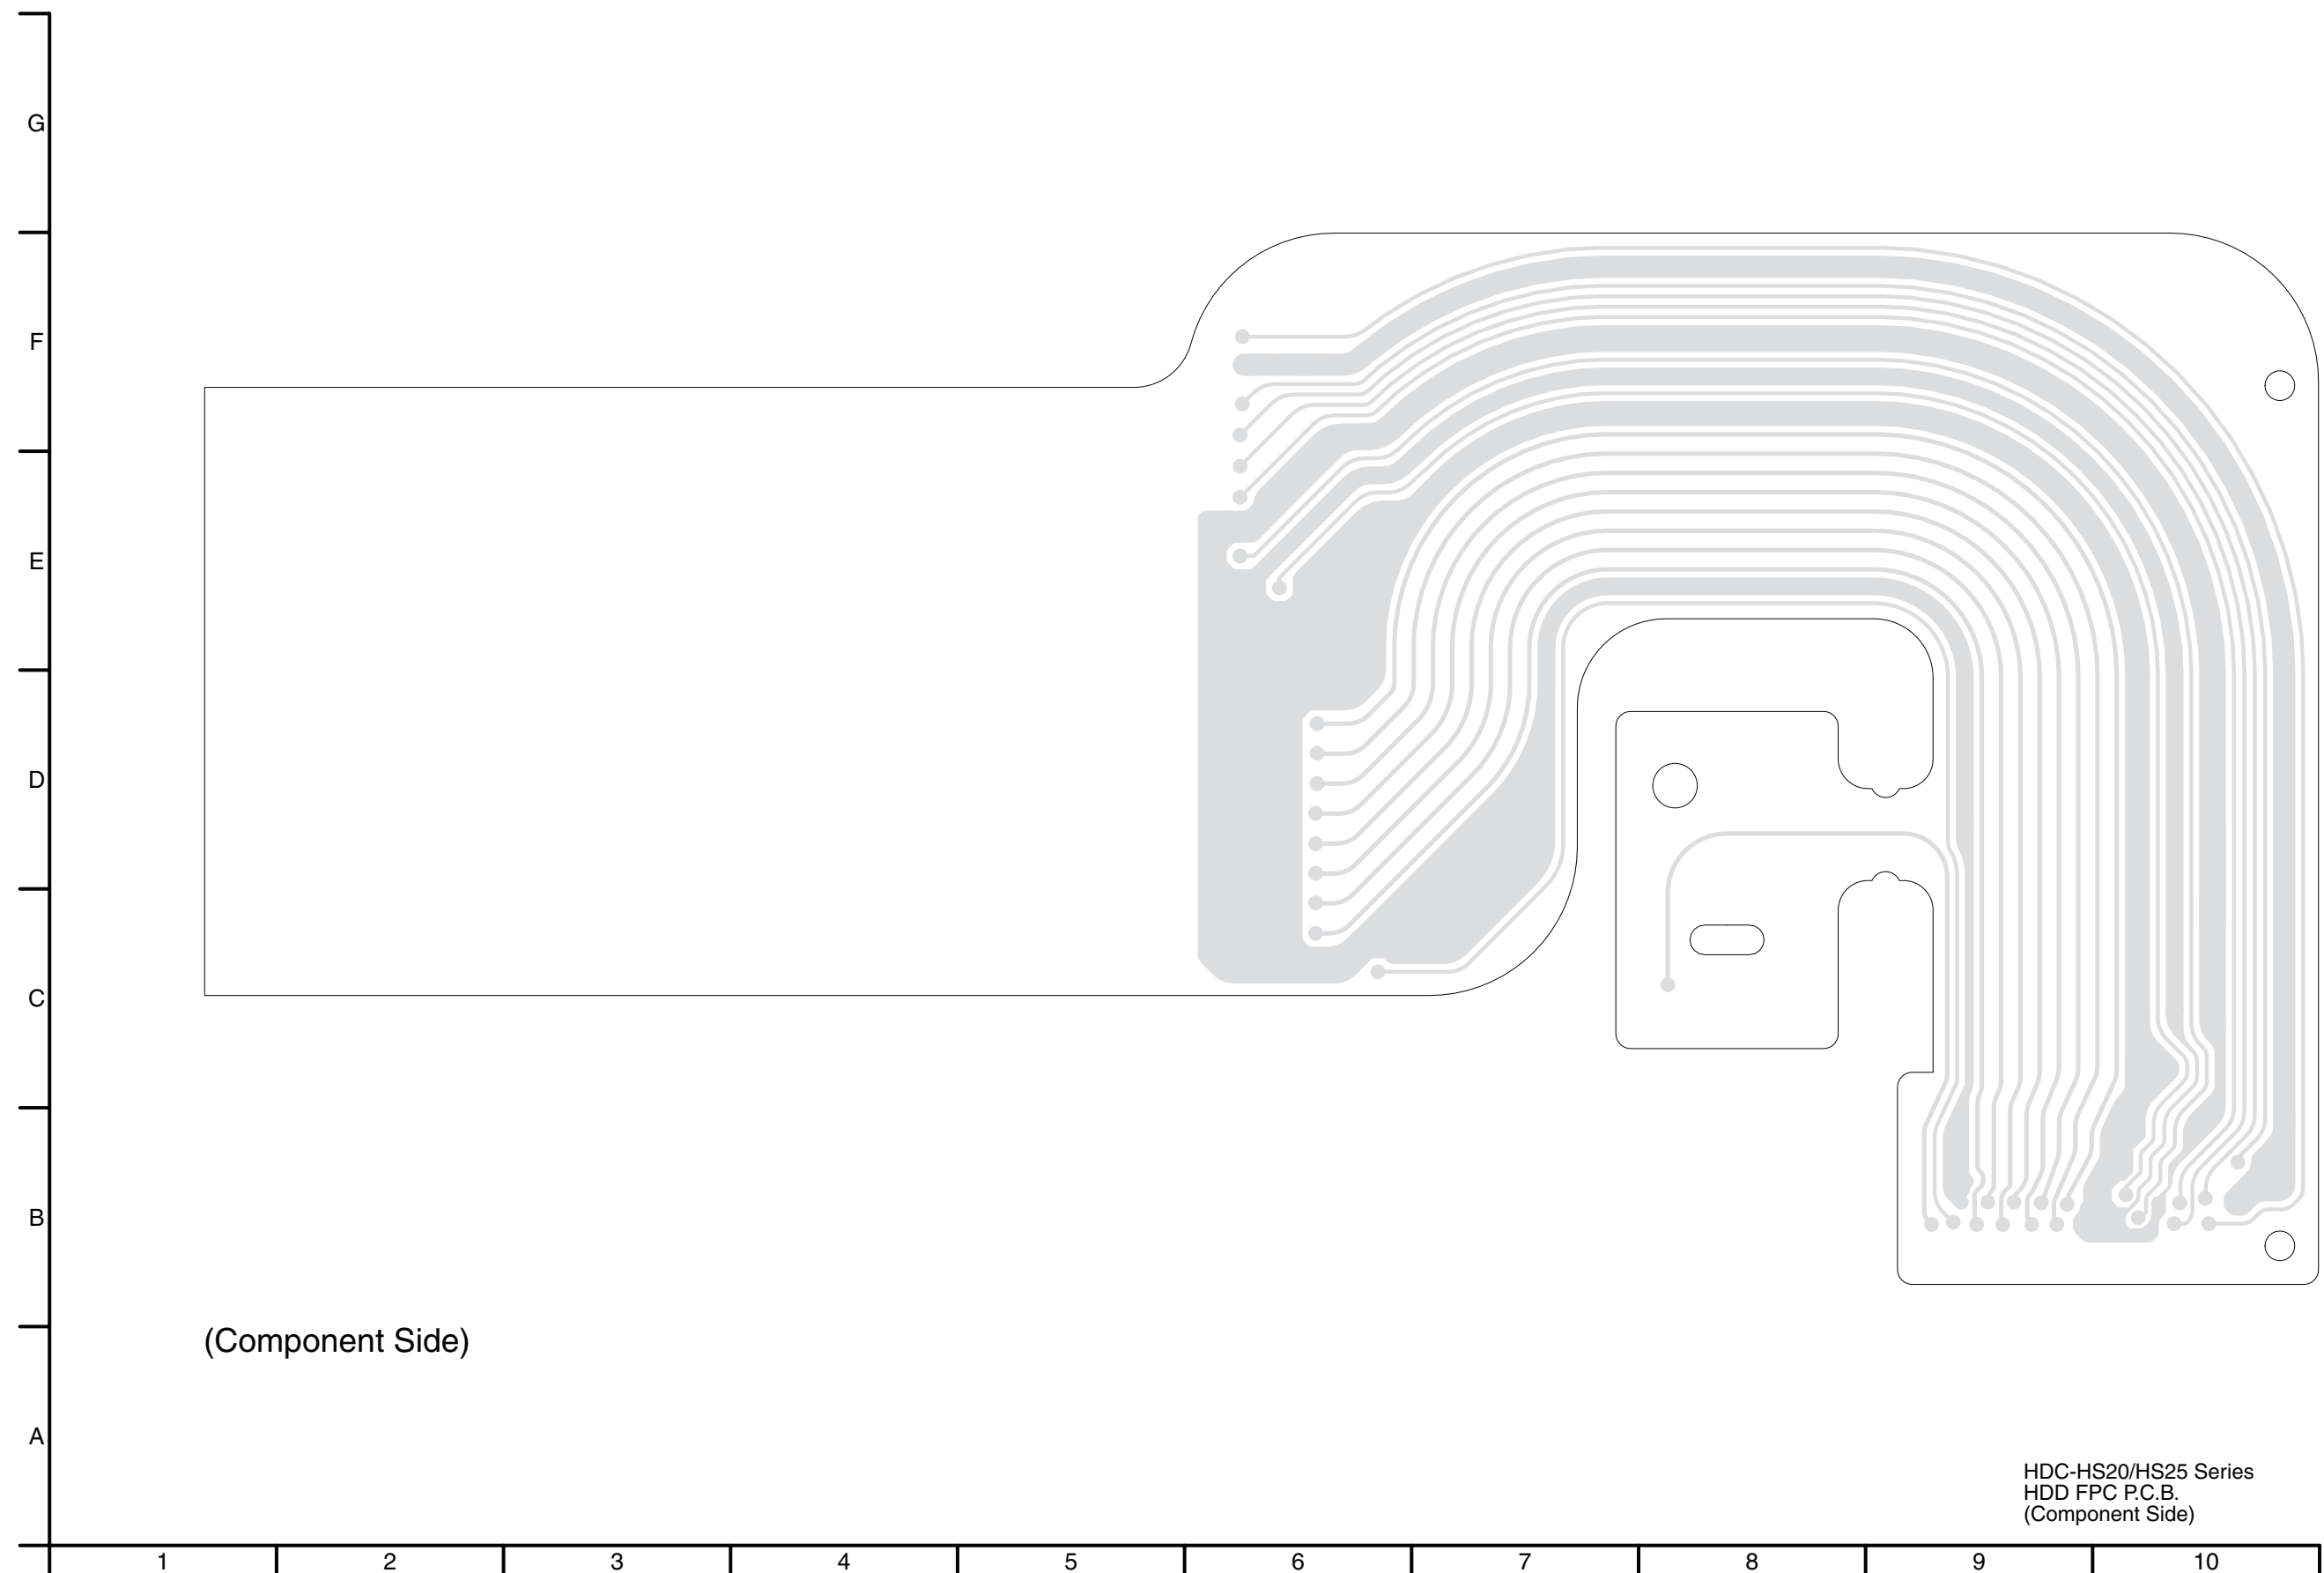 G
F
E
D
C
B
(Component Side)
A
HDC-HS20/HS25 Series
HDD FPC P.C.B.
(Component Side)
1 2 3 4 5 6 7 8 9 10